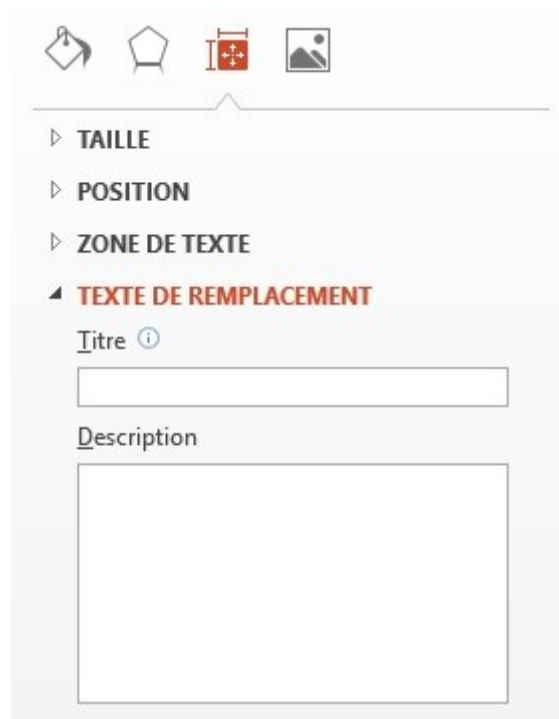 TAILLE
POSITION
ZONE DE TEXTE
TEXTE DE REMPLACEMENT
Titre
Description